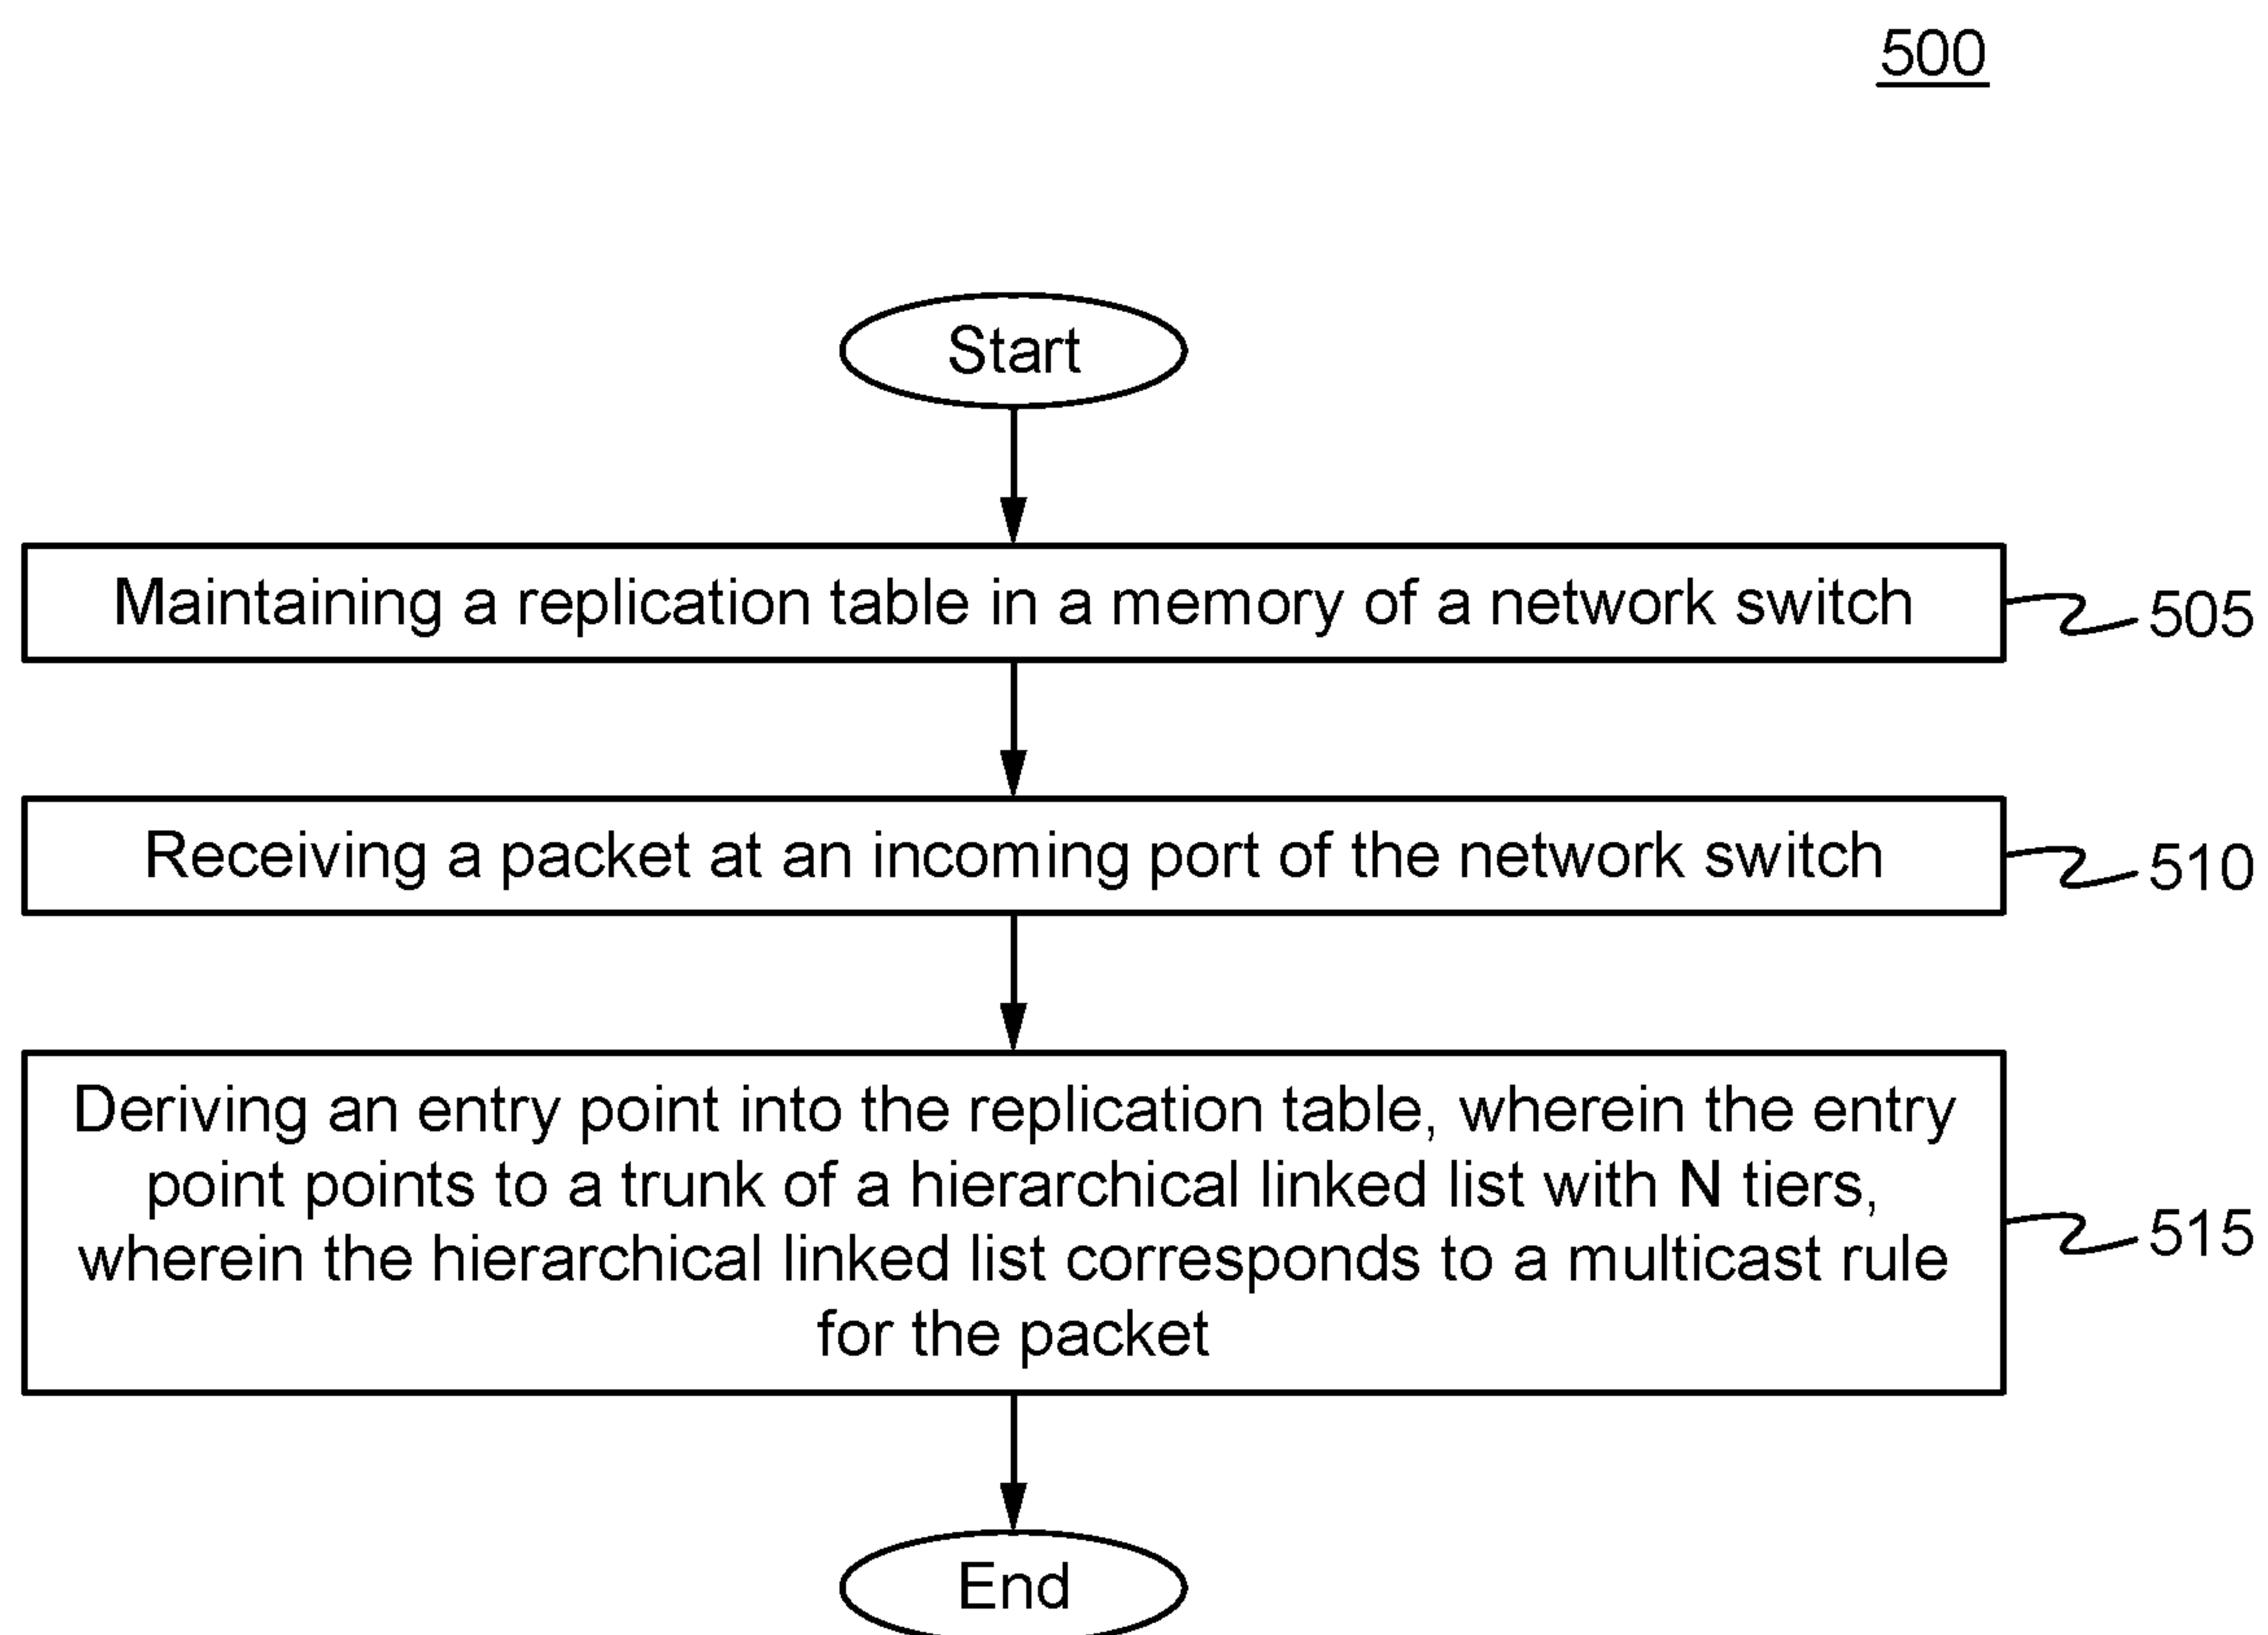 500
Start
Maintaining a replication table in a memory of a network switch
505
Receiving a packet at an incoming port of the network switch
510
Deriving an entry point into the replication table, wherein the entry
point points to a trunk of a hierarchical linked list with N tiers,
wherein the hierarchical linked list corresponds to a multicast rule
for the packet
515
End